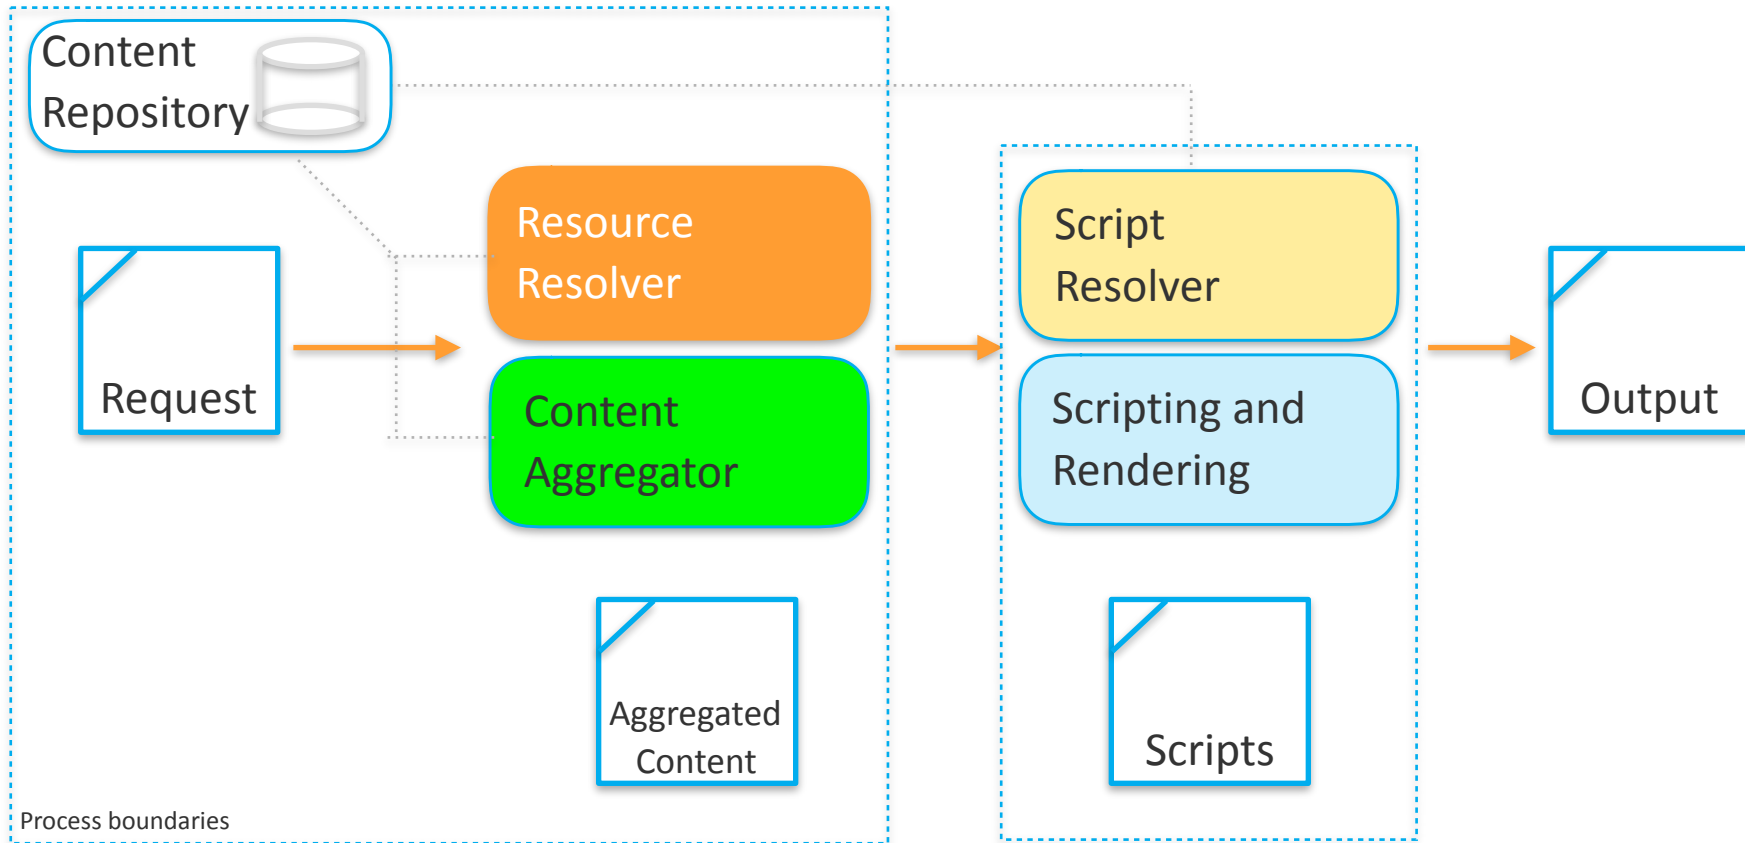 Content
Repository
Resource
Resolver
Script
Resolver
Request
Content
Aggregator
Scripting and
Rendering
Output
Aggregated
Content
Scripts
Process boundaries